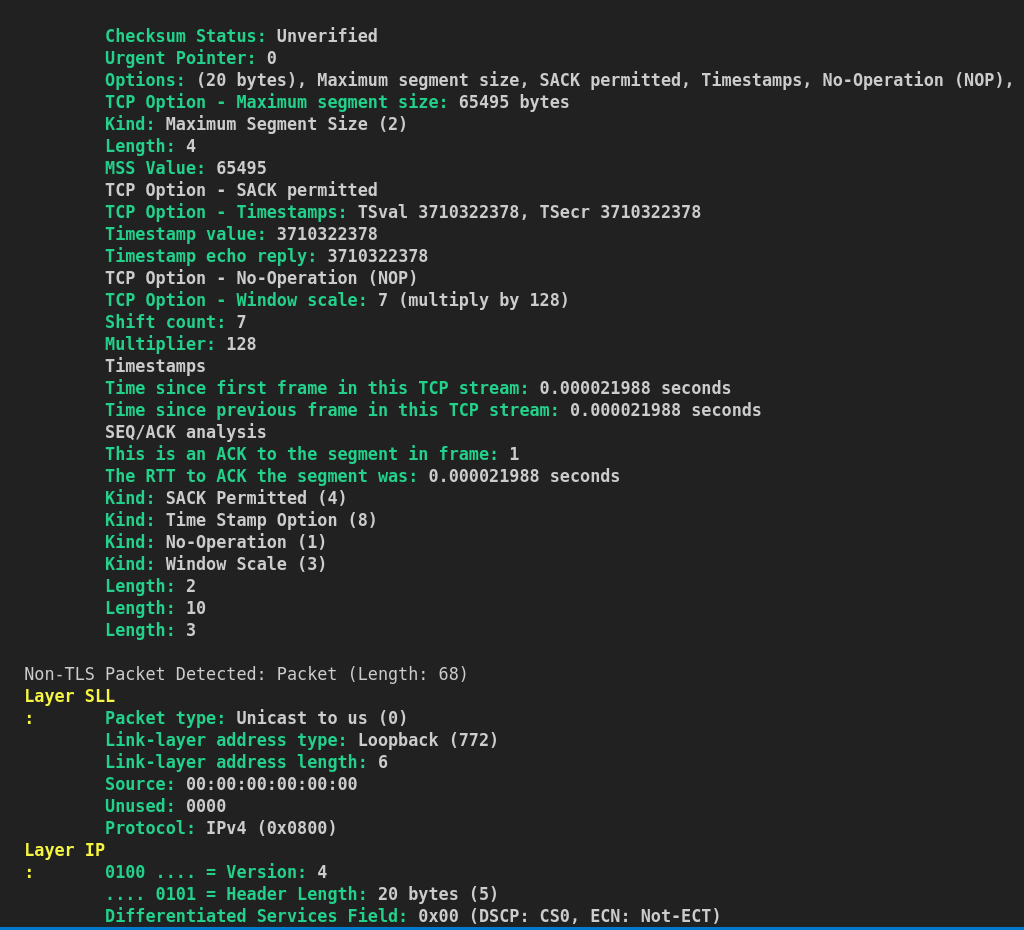 Checksum Status: Unverified
Urgent Pointer: 0
Options: (20 bytes), Maximum segment size, SACK permitted, Timestamps, No-Operation (NOP),
TCP Option - Maximum segment size: 65495 bytes
Kind: Maximum Segment Size (2)
Length: 4
MSS Value: 65495
TCP Option - SACK permitted
TCP Option - Timestamps: TSval 3710322378, TSecr 3710322378
Timestamp value: 3710322378
Timestamp echo reply: 3710322378
TCP Option - No-Operation (NOP)
TCP Option - Window scale: 7 (multiply by 128)
Shift count: 7
Multiplier: 128
Timestamps
Time since first frame in this TCP stream: 0.000021988 seconds
Time since previous frame in this TCP stream: 0.000021988 seconds
SEQ/ACK analysis
This is an ACK to the segment in frame: 1
The RTT to ACK the segment was: 0.000021988 seconds
Kind: SACK Permitted (4)
Kind: Time Stamp Option (8)
Kind: No-Operation (1)
Kind: Window Scale (3)
Length: 2
Length: 10
Length: 3
Non-TLS Packet Detected: Packet (Length: 68)
Layer SLL
: Packet type: Unicast to us (0)
Link-layer address type: Loopback (772)
Link-layer address length: 6
Source: 00:00:00:00:00:00
Unused: 0000
Protocol: IPv4 (0x0800)
Layer IP
: 0100 .... = Version: 4
.... 0101 = Header Length: 20 bytes (5)
Differentiated Services Field: 0x00 (DSCP: CS0, ECN: Not-ECT)